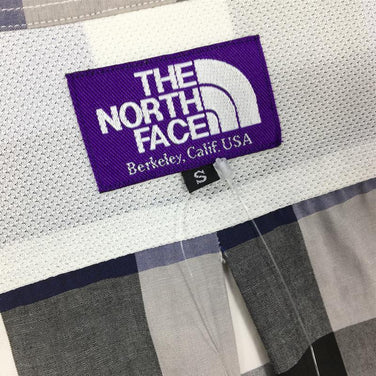 THE
NORTH
FACE
Berkeley, Calif. USA
S